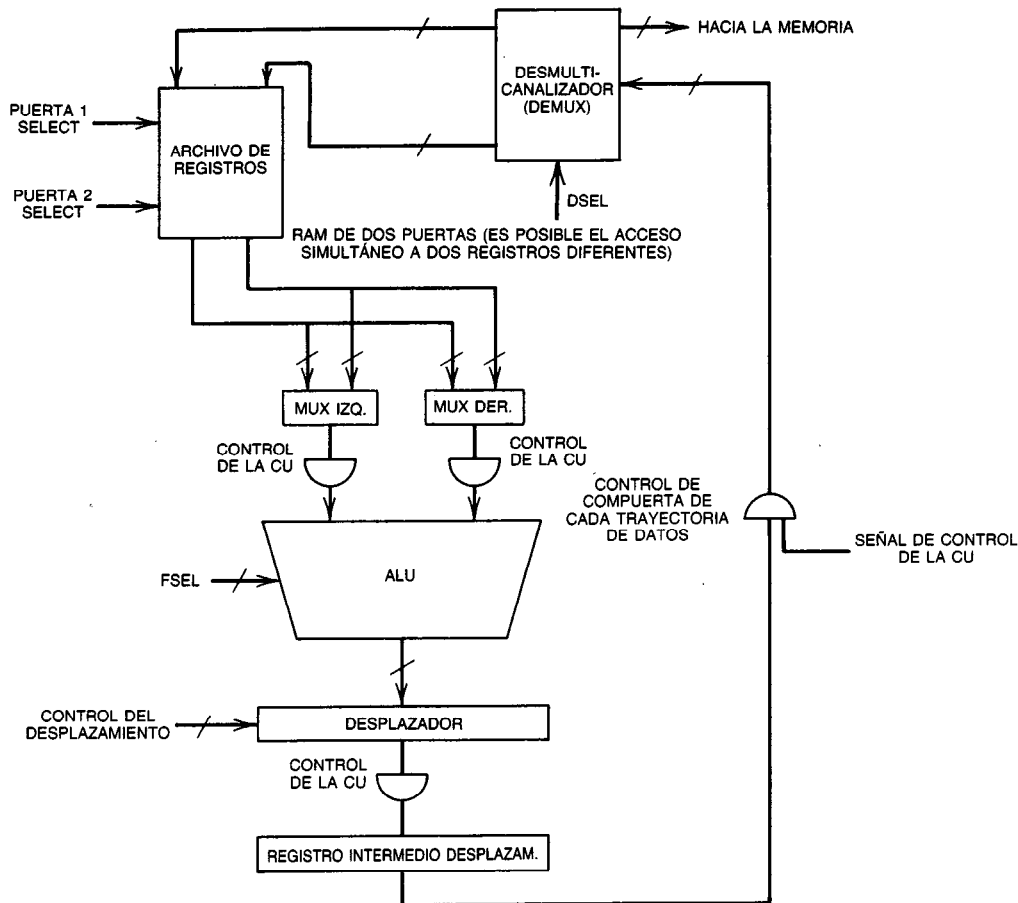 HACIA LA MEMORIA
DESMULTI-
CANALIZADOR
(DEMUX)
PUERTA 1
SELECT
ARCHIVO DE
REGISTROS
PUERTA 2
SELECT
DSEL
RAM DE DOS PUERTAS (ES POSIBLE EL ACCESO
SIMULTÁNEO A DOS REGISTROS DIFERENTES)
MUX IZQ.
MUX DER.
CONTROL
DE LA CU
CONTROL
DE LA CU
CONTROL DE
COMPUERTA DE
CADA TRAYECTORIA
DE DATOS
SEÑAL DE CONTROL
DE LA CU
FSEL
ALU
CONTROL DEL
DESPLAZAMIENTO
DESPLAZADOR
CONTROL
DE LA CU
REGISTRO INTERMEDIO DESPLAZAM.